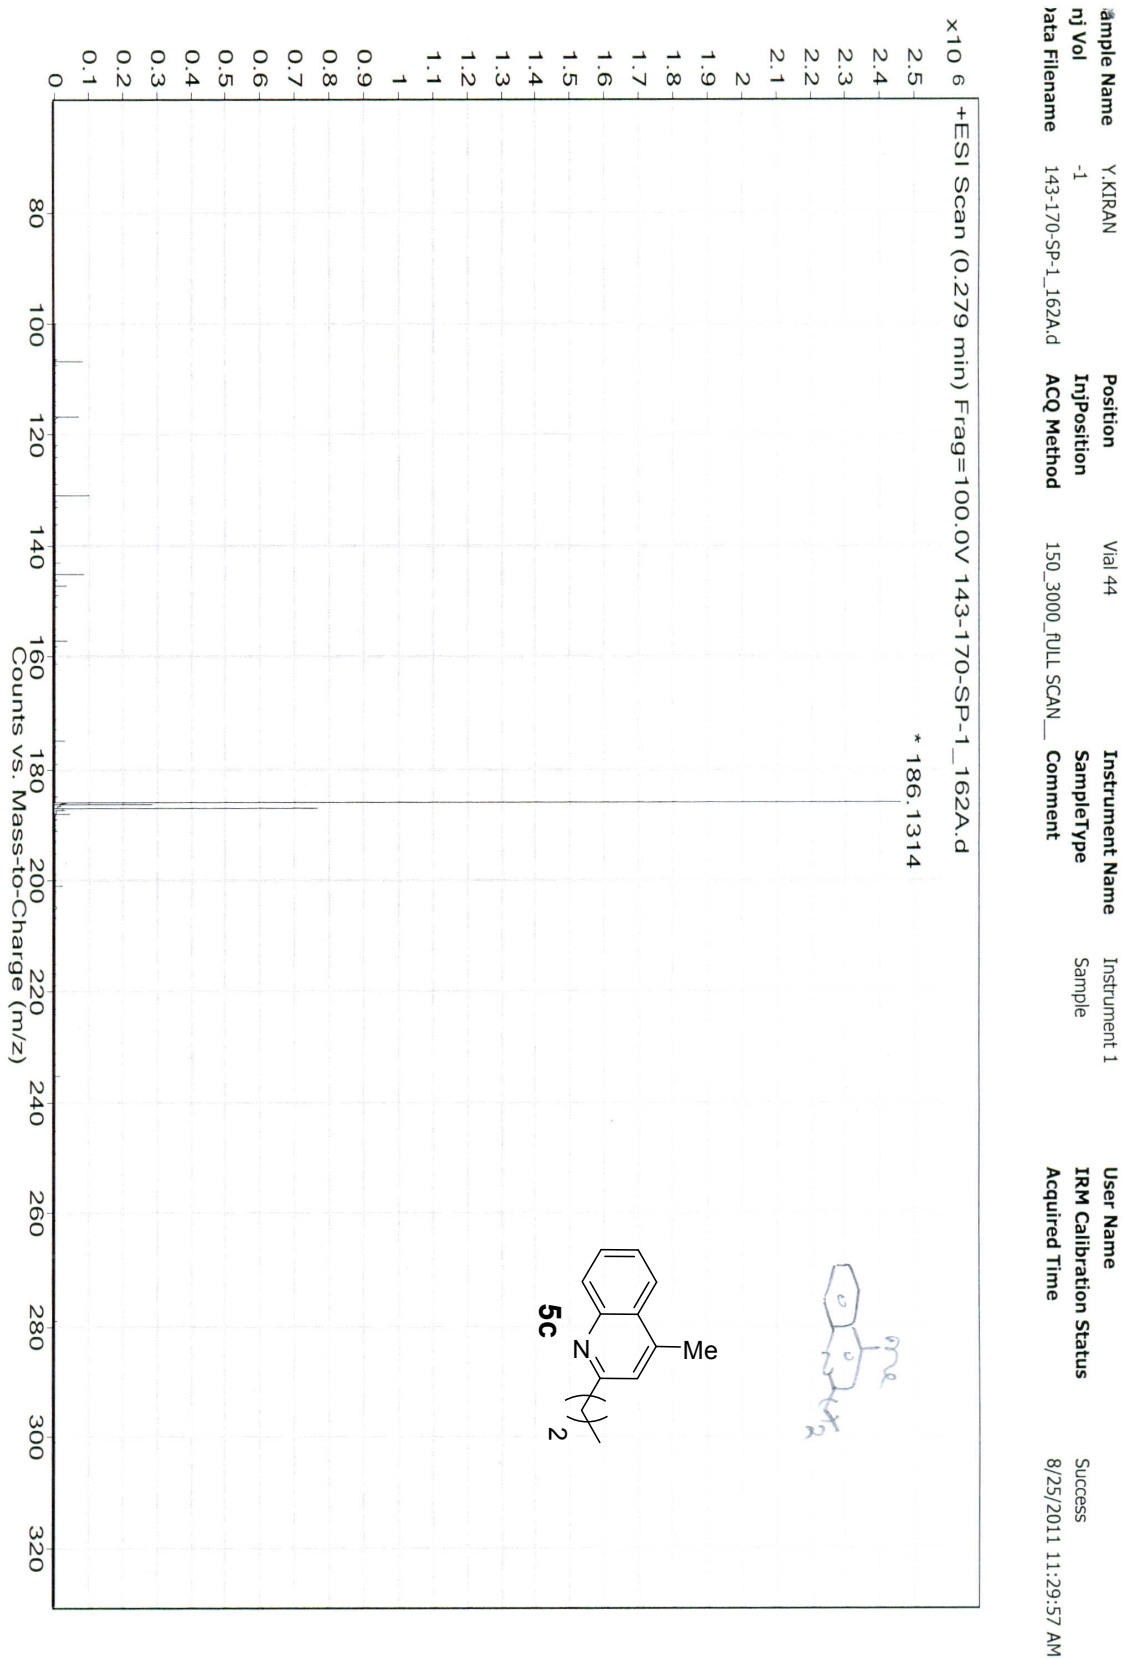 ample Name Y.KIRAN Position Vial 44 Instrument Name Instrument 1 User Name
nj Vol -1 InjPosition SampleType Sample IRM Calibration Status Success
ata Filename 143-170-SP-1_162A.d ACQ Method 150_3000_fULL SCAN__ Comment Acquired Time 8/25/2011 11:29:57 AM
x10 6
+ESI Scan (0.279 min) Frag=100.0V 143-170-SP-1_162A.d
* 186.1314
2.5
2.4
2.3
2.2
2.1
2
1.9
1.8
1.7
1.6
1.5
1.4
1.3
1.2
1.1
1
0.9
0.8
0.7
0.6
0.5
0.4
0.3
0.2
0.1
0
me
N
2
Me
N
2
5c
80 100 120 140 160 180 200 220 240 260 280 300 320
Counts vs. Mass-to-Charge (m/z)